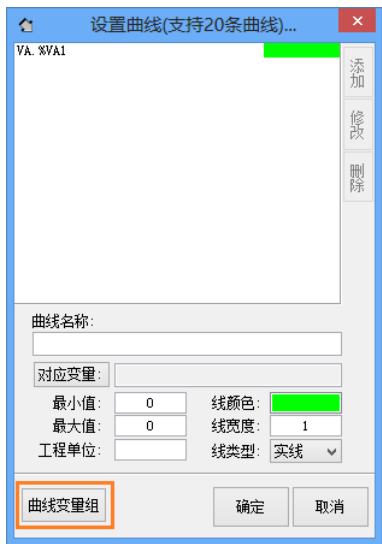 设置曲线(支持20条曲线)...
VA.%VA1
添加
修改
删除
曲线名称:
对应变量:
最小值: 0 线颜色:
最大值: 0 线宽度: 1
工程单位: 线类型: 实线
曲线变量组 确定 取消